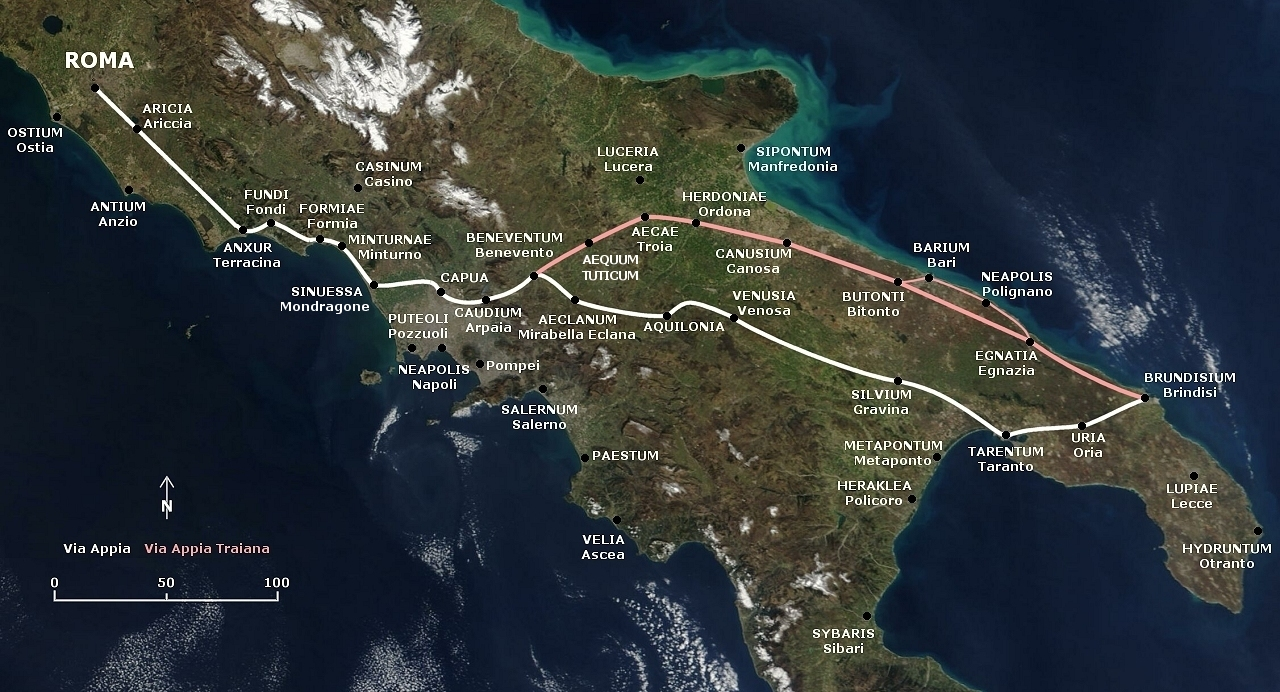 ROMA
ARICIA
Ariccia
OSTIUM
Ostia
ANTIUM
Anzio
CASINUM
Casino
FUNDI
Fondi
FORMIAE
Formia
ANXUR
Terracina
MINTURNAE
Minturno
SINUESSA
Mondragone
CAPUA
PUTEOLI
Pozzuoli
CAUDIUM
Arpaia
NEAPOLIS
Napoli
Pompei
SALERNUM
Salerno
PAESTUM
VELIA
Ascea
BENEVENTUM
Benevento
AEQUUM
TUTICUM
AECLANUM
Mirabella Eclana
AQUILONIA
VENUSIA
Venosa
LUCERIA
Lucera
SIPONTUM
Manfredonia
HERDONIAE
Ordona
AECAE
Troia
CANUSIUM
Canosa
BARIUM
Bari
BUTONTI
Bitonto
NEAPOLIS
Polignano
EGNATIA
Egnazia
BRUNDISIUM
Brindisi
SILVIUM
Gravina
TARENTUM
Taranto
URIA
Oria
METAPONTUM
Metaponto
HERAKLEA
Policoro
LUPIAE
Lecce
HYDRUNTUM
Otranto
SYBARIS
Sibari
N
Via Appia Via Appia Traiana
0 50 100